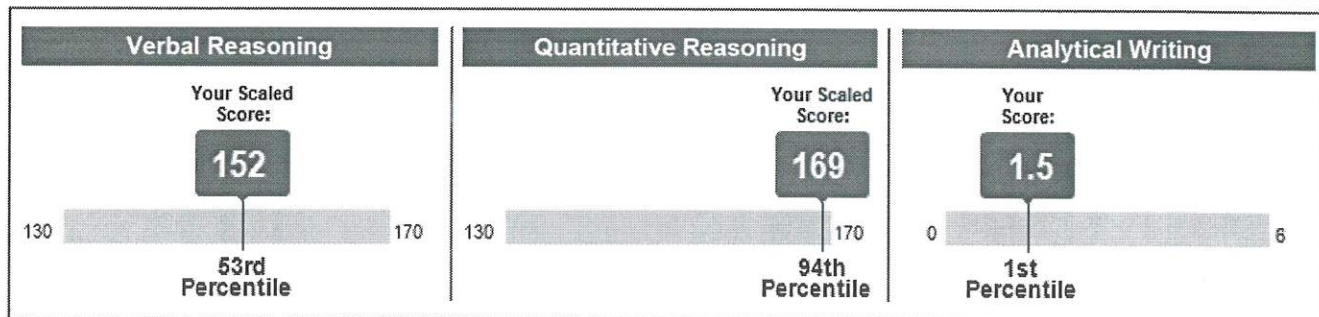 Verbal Reasoning
Your Scaled
Score:
152
130
170
53rd
Percentile
Quantitative Reasoning
Your Scaled
Score:
169
130
170
94th
Percentile
Analytical Writing
Your
Score:
1.5
0
6
1st
Percentile